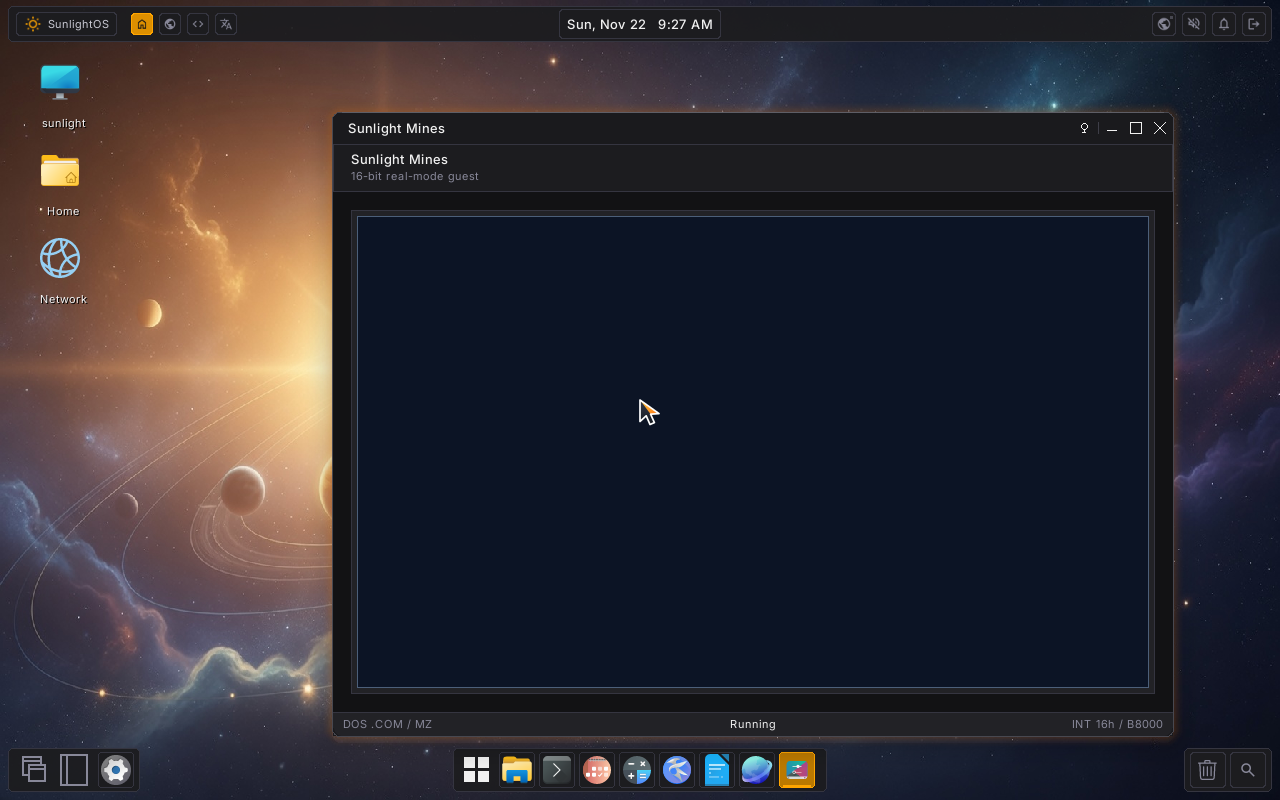 SunlightOS
Sun, Nov 22 9:27 AM
sunlight
Home
Network
Sunlight Mines
Sunlight Mines
16-bit real-mode guest
DOS .COM / MZ
Running
INT 16h / B8000